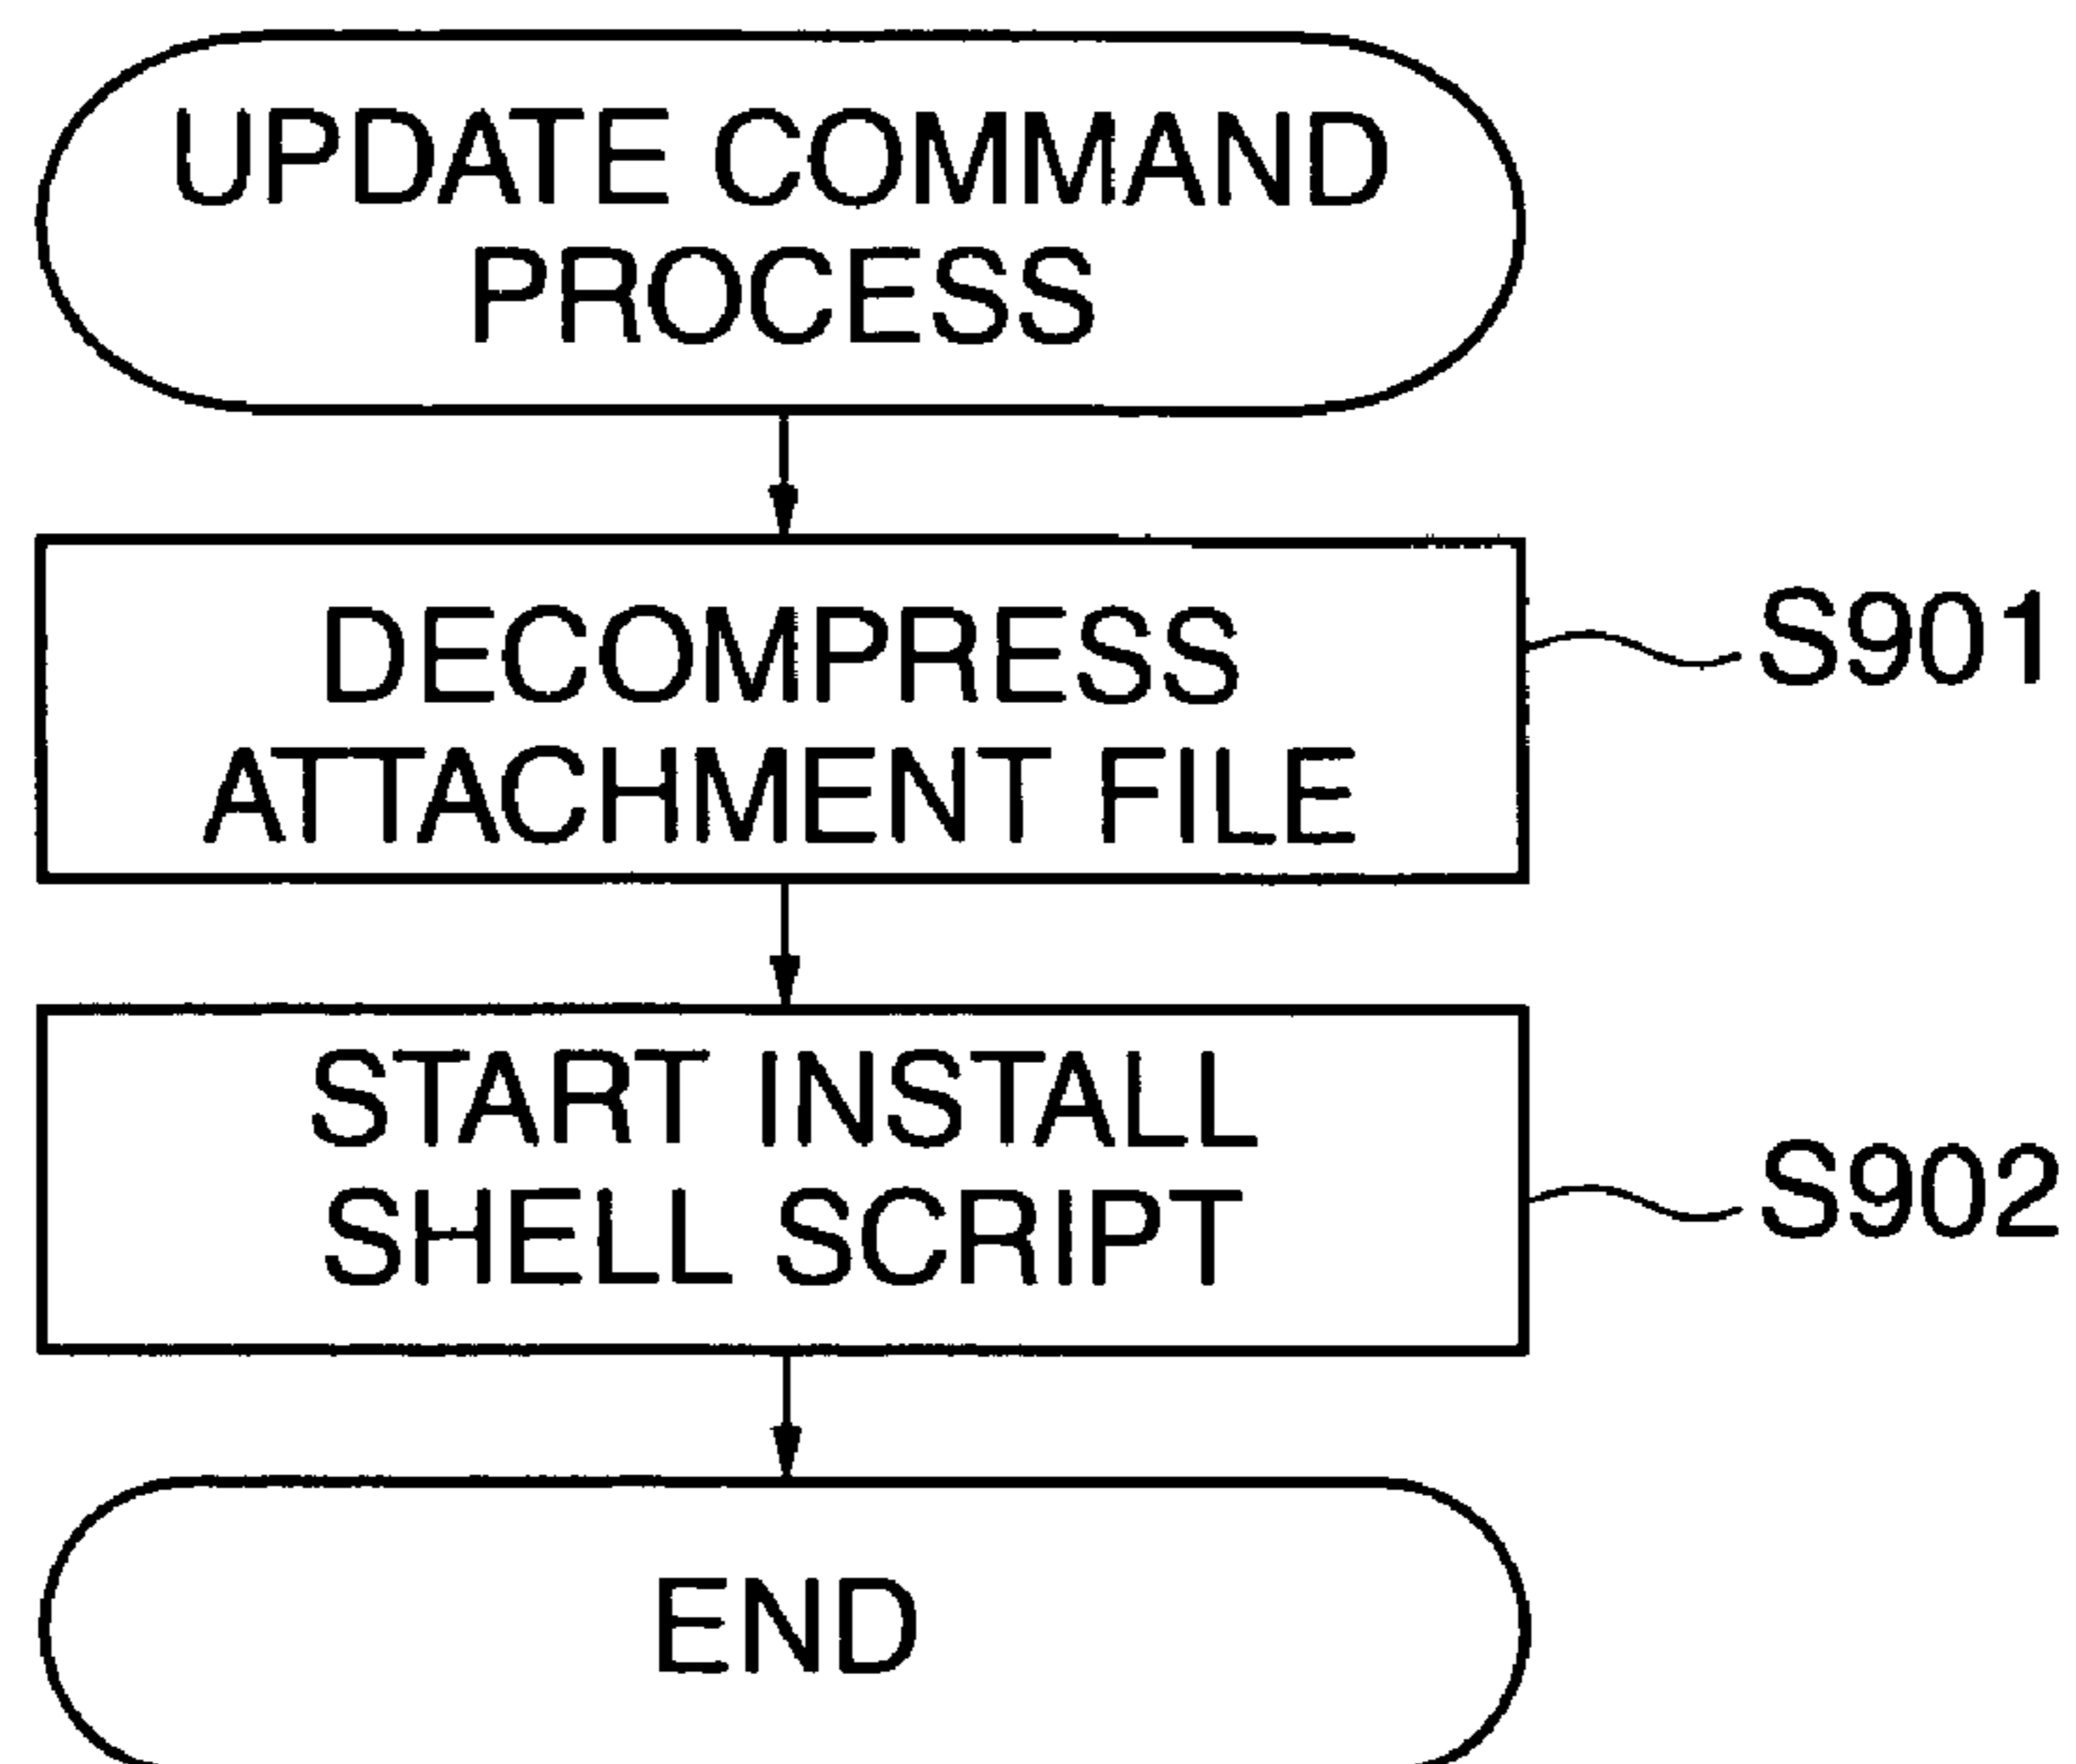 UPDATE COMMAND
PROCESS
DECOMPRESS
ATTACHMENT FILE
S901
START INSTALL
SHELL SCRIPT
S902
END